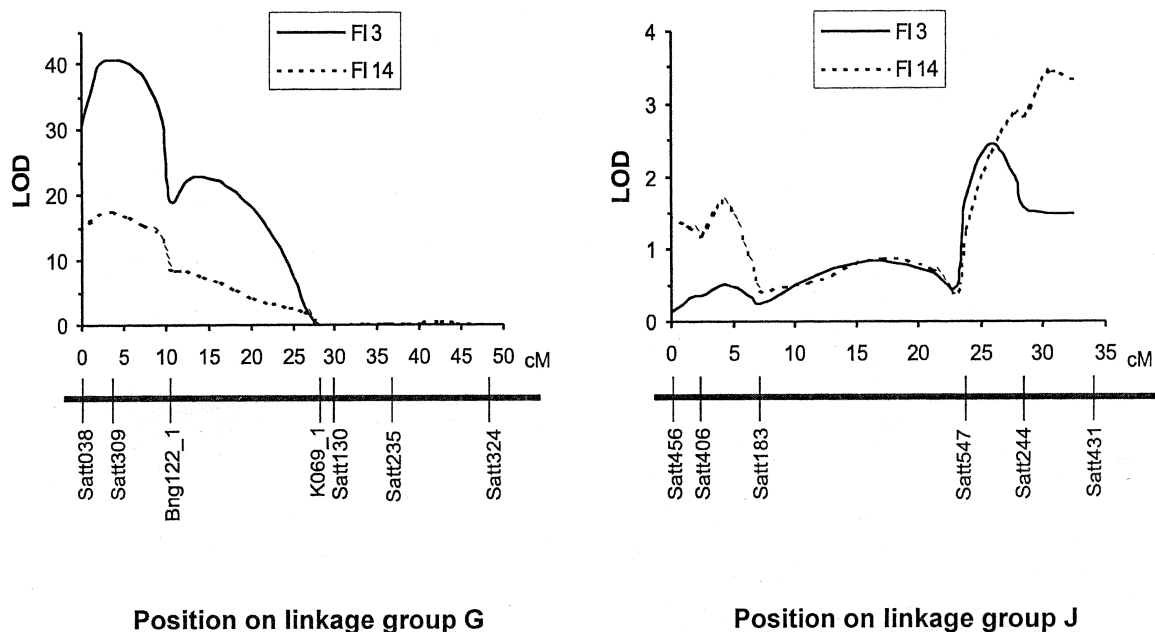 FI 3
FI 14
LOD
40
30
20
10
0
0 5 10 15 20 25 30 35 40 45 50 cM
Satt038
Satt309
Bng122_1
K069_1
Satt130
Satt235
Satt324
Position on linkage group G
FI 3
FI 14
LOD
4
3
2
1
0
0 5 10 15 20 25 30 35 cM
Satt456
Satt406
Satt183
Satt547
Satt244
Satt431
Position on linkage group J